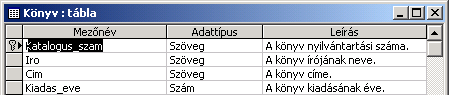 Könyv : tábla
Mezőnév Adattípus Leírás
Katalogus_szam Szöveg A könyv nyilvántartási száma.
Iro Szöveg A könyv írójának neve.
Cim Szöveg A könyv címe.
Kiadas_eve Szám A könyv kiadásának éve.